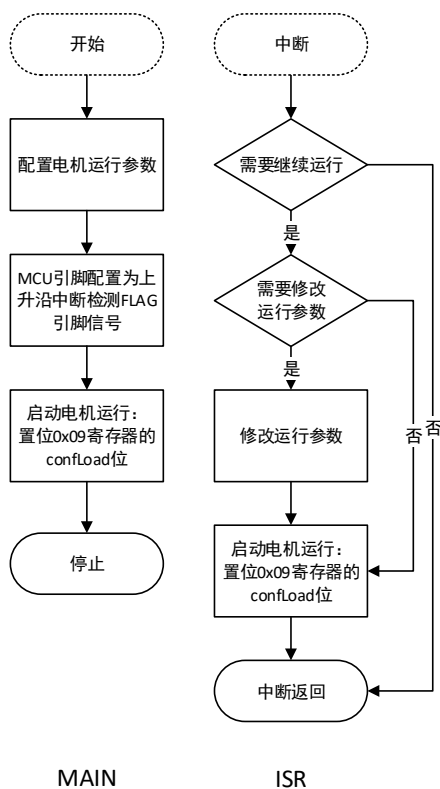 开始
配置电机运行参数
MCU引脚配置为上
升沿中断检测FLAG
引脚信号
启动电机运行：
置位0x09寄存器的
confLoad位
停止
MAIN
中断
需要继续运行
是
需要修改
运行参数
是
否
否
修改运行参数
启动电机运行：
置位0x09寄存器的
confLoad位
中断返回
ISR